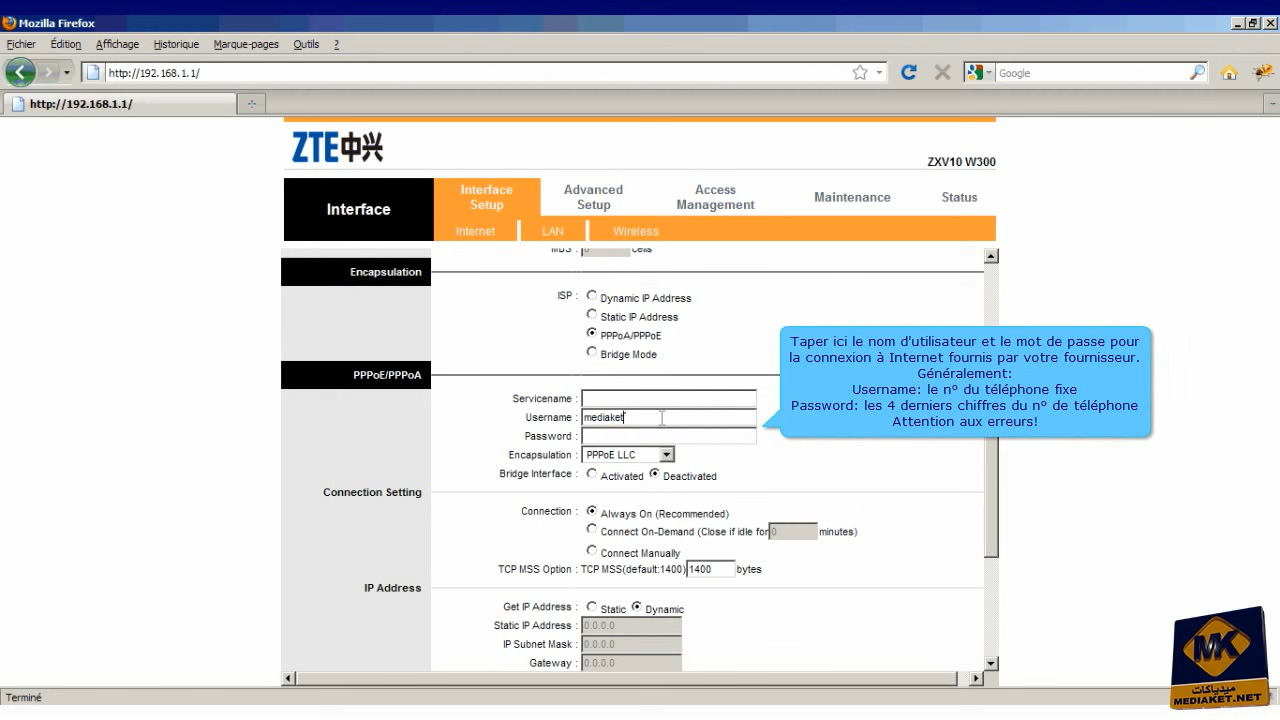 Mozilla Firefox
Fichier Édition Affichage Historique Marque-pages Outils ?
http://192.168.1.1/
Google
http://192.168.1.1/
ZTE中兴
ZXV10 W300
Interface
Interface Setup
Advanced Setup
Access Management
Maintenance
Status
Internet
LAN
Wireless
MBS : 0 cells
Encapsulation
ISP : Dynamic IP Address
Static IP Address
PPPoA/PPPoE
Bridge Mode
PPPoE/PPPoA
Servicename :
Username : mediaket
Password :
Encapsulation : PPPoE LLC
Bridge Interface : Activated Deactivated
Connection Setting
Connection : Always On (Recommended)
Connect On-Demand (Close if idle for 0 minutes)
Connect Manually
TCP MSS Option : TCP MSS(default:1400) 1400 bytes
IP Address
Get IP Address : Static Dynamic
Static IP Address : 0.0.0.0
IP Subnet Mask : 0.0.0.0
Gateway : 0.0.0.0
Taper ici le nom d'utilisateur et le mot de passe pour
la connexion à Internet fournis par votre fournisseur.
Généralement:
Username: le n° du téléphone fixe
Password: les 4 derniers chiffres du n° de téléphone
Attention aux erreurs!
Terminé
MK
ميدياكات
MEDIAKET.NET